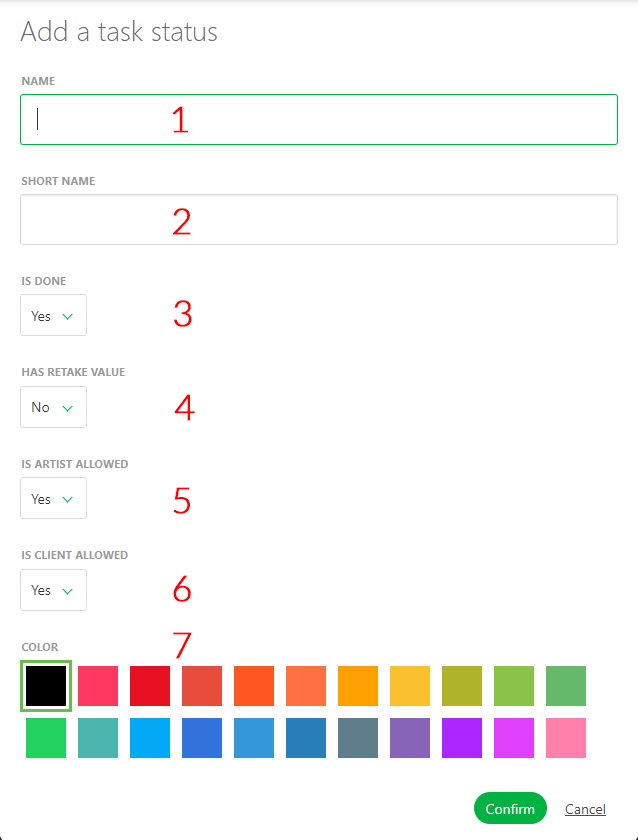 Add a task status
NAME
1
SHORT NAME
2
IS DONE
Yes 3
HAS RETAKE VALUE
No 4
IS ARTIST ALLOWED
Yes 5
IS CLIENT ALLOWED
Yes 6
COLOR 7
Confirm Cancel